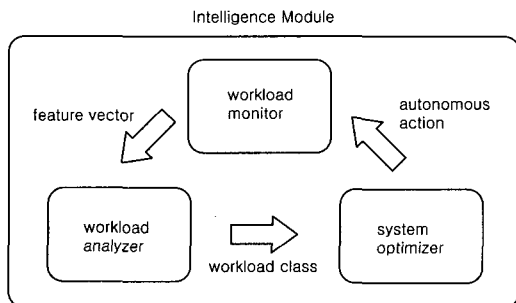 Intelligence Module
workload
monitor
feature vector
autonomous
action
workload
analyzer
workload class
system
optimizer